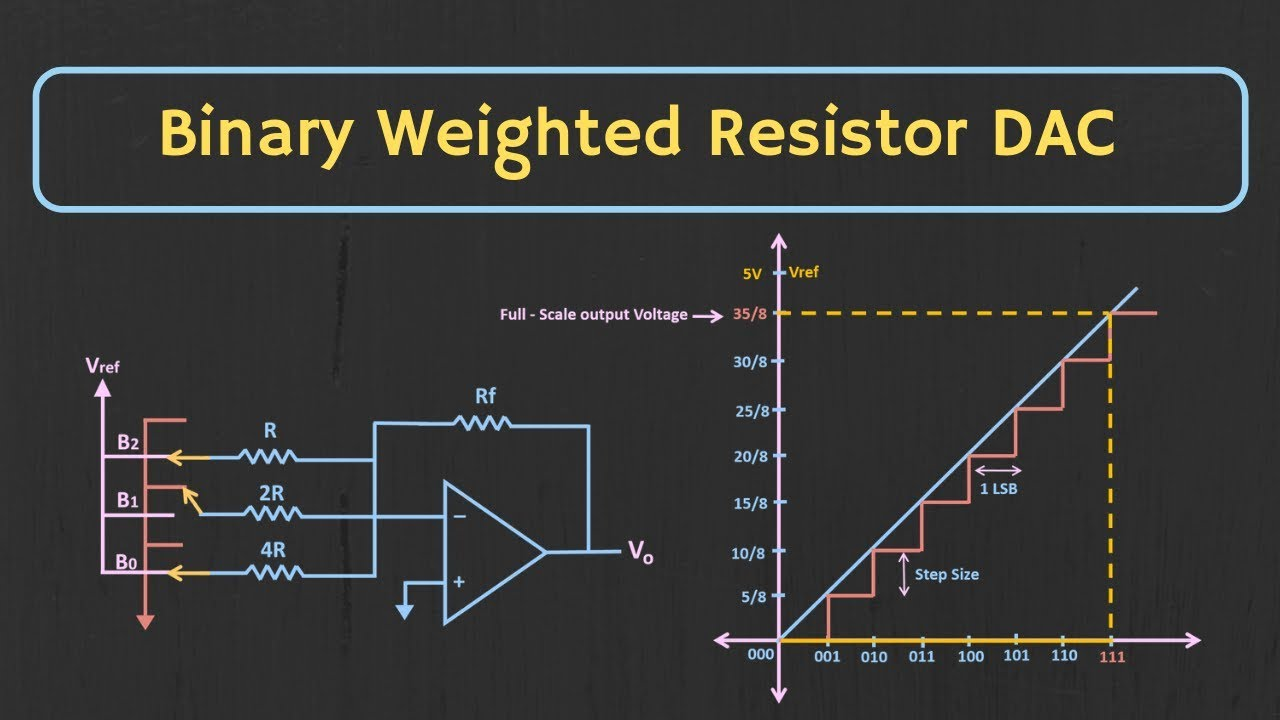 Binary Weighted Resistor DAC
Vref
B2
B1
B0
R
2R
4R
Rf
−
+
Vo
5V Vref
Full - Scale output Voltage
35/8
30/8
25/8
20/8
15/8
10/8
5/8
1 LSB
Step Size
000 001 010 011 100 101 110 111